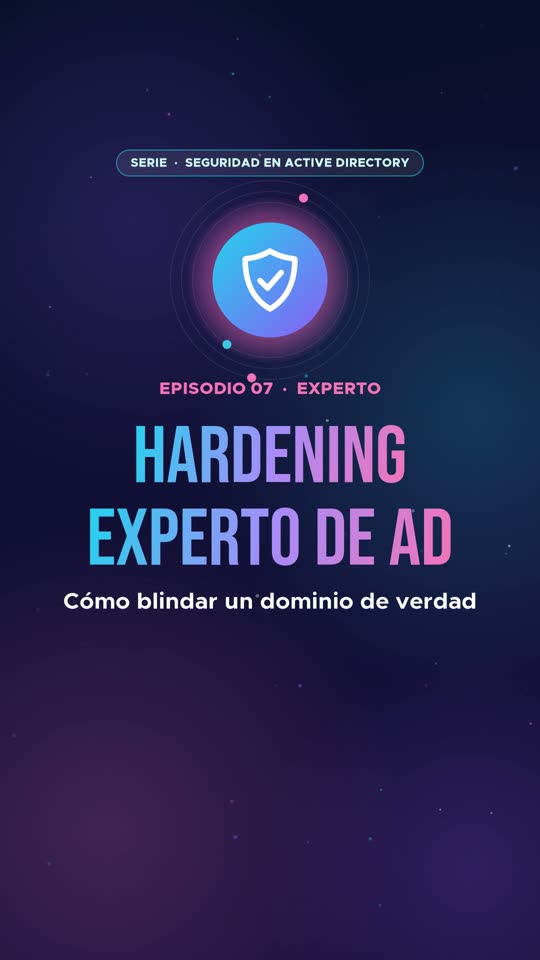 SERIE · SEGURIDAD EN ACTIVE DIRECTORY
EPISODIO 07 · EXPERTO
HARDENING
EXPERTO DE AD
Cómo blindar un dominio de verdad